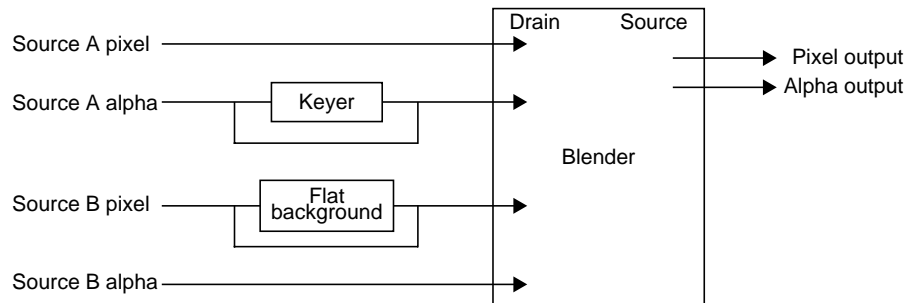 Drain Source
Source A pixel
Pixel output
Source A alpha
Keyer
Alpha output
Blender
Source B pixel
Flat
background
Source B alpha